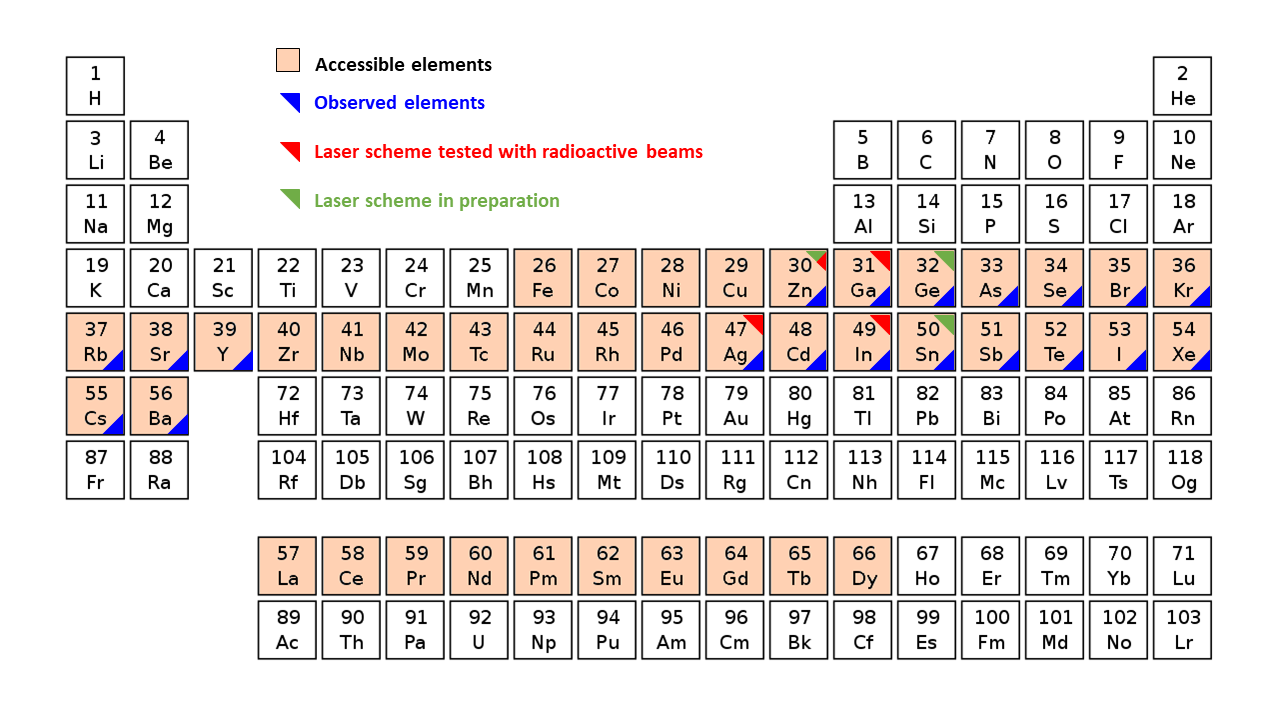 Accessible elements
Observed elements
Laser scheme tested with radioactive beams
Laser scheme in preparation
1 2
H He
3 4 5 6 7 8 9 10
Li Be B C N O F Ne
11 12 13 14 15 16 17 18
Na Mg Al Si P S Cl Ar
19 20 21 22 23 24 25 26 27 28 29 30 31 32 33 34 35 36
K Ca Sc Ti V Cr Mn Fe Co Ni Cu Zn Ga Ge As Se Br Kr
37 38 39 40 41 42 43 44 45 46 47 48 49 50 51 52 53 54
Rb Sr Y Zr Nb Mo Tc Ru Rh Pd Ag Cd In Sn Sb Te I Xe
55 56 72 73 74 75 76 77 78 79 80 81 82 83 84 85 86
Cs Ba Hf Ta W Re Os Ir Pt Au Hg Tl Pb Bi Po At Rn
87 88 104 105 106 107 108 109 110 111 112 113 114 115 116 117 118
Fr Ra Rf Db Sg Bh Hs Mt Ds Rg Cn Nh Fl Mc Lv Ts Og
57 58 59 60 61 62 63 64 65 66 67 68 69 70 71
La Ce Pr Nd Pm Sm Eu Gd Tb Dy Ho Er Tm Yb Lu
89 90 91 92 93 94 95 96 97 98 99 100 101 102 103
Ac Th Pa U Np Pu Am Cm Bk Cf Es Fm Md No Lr